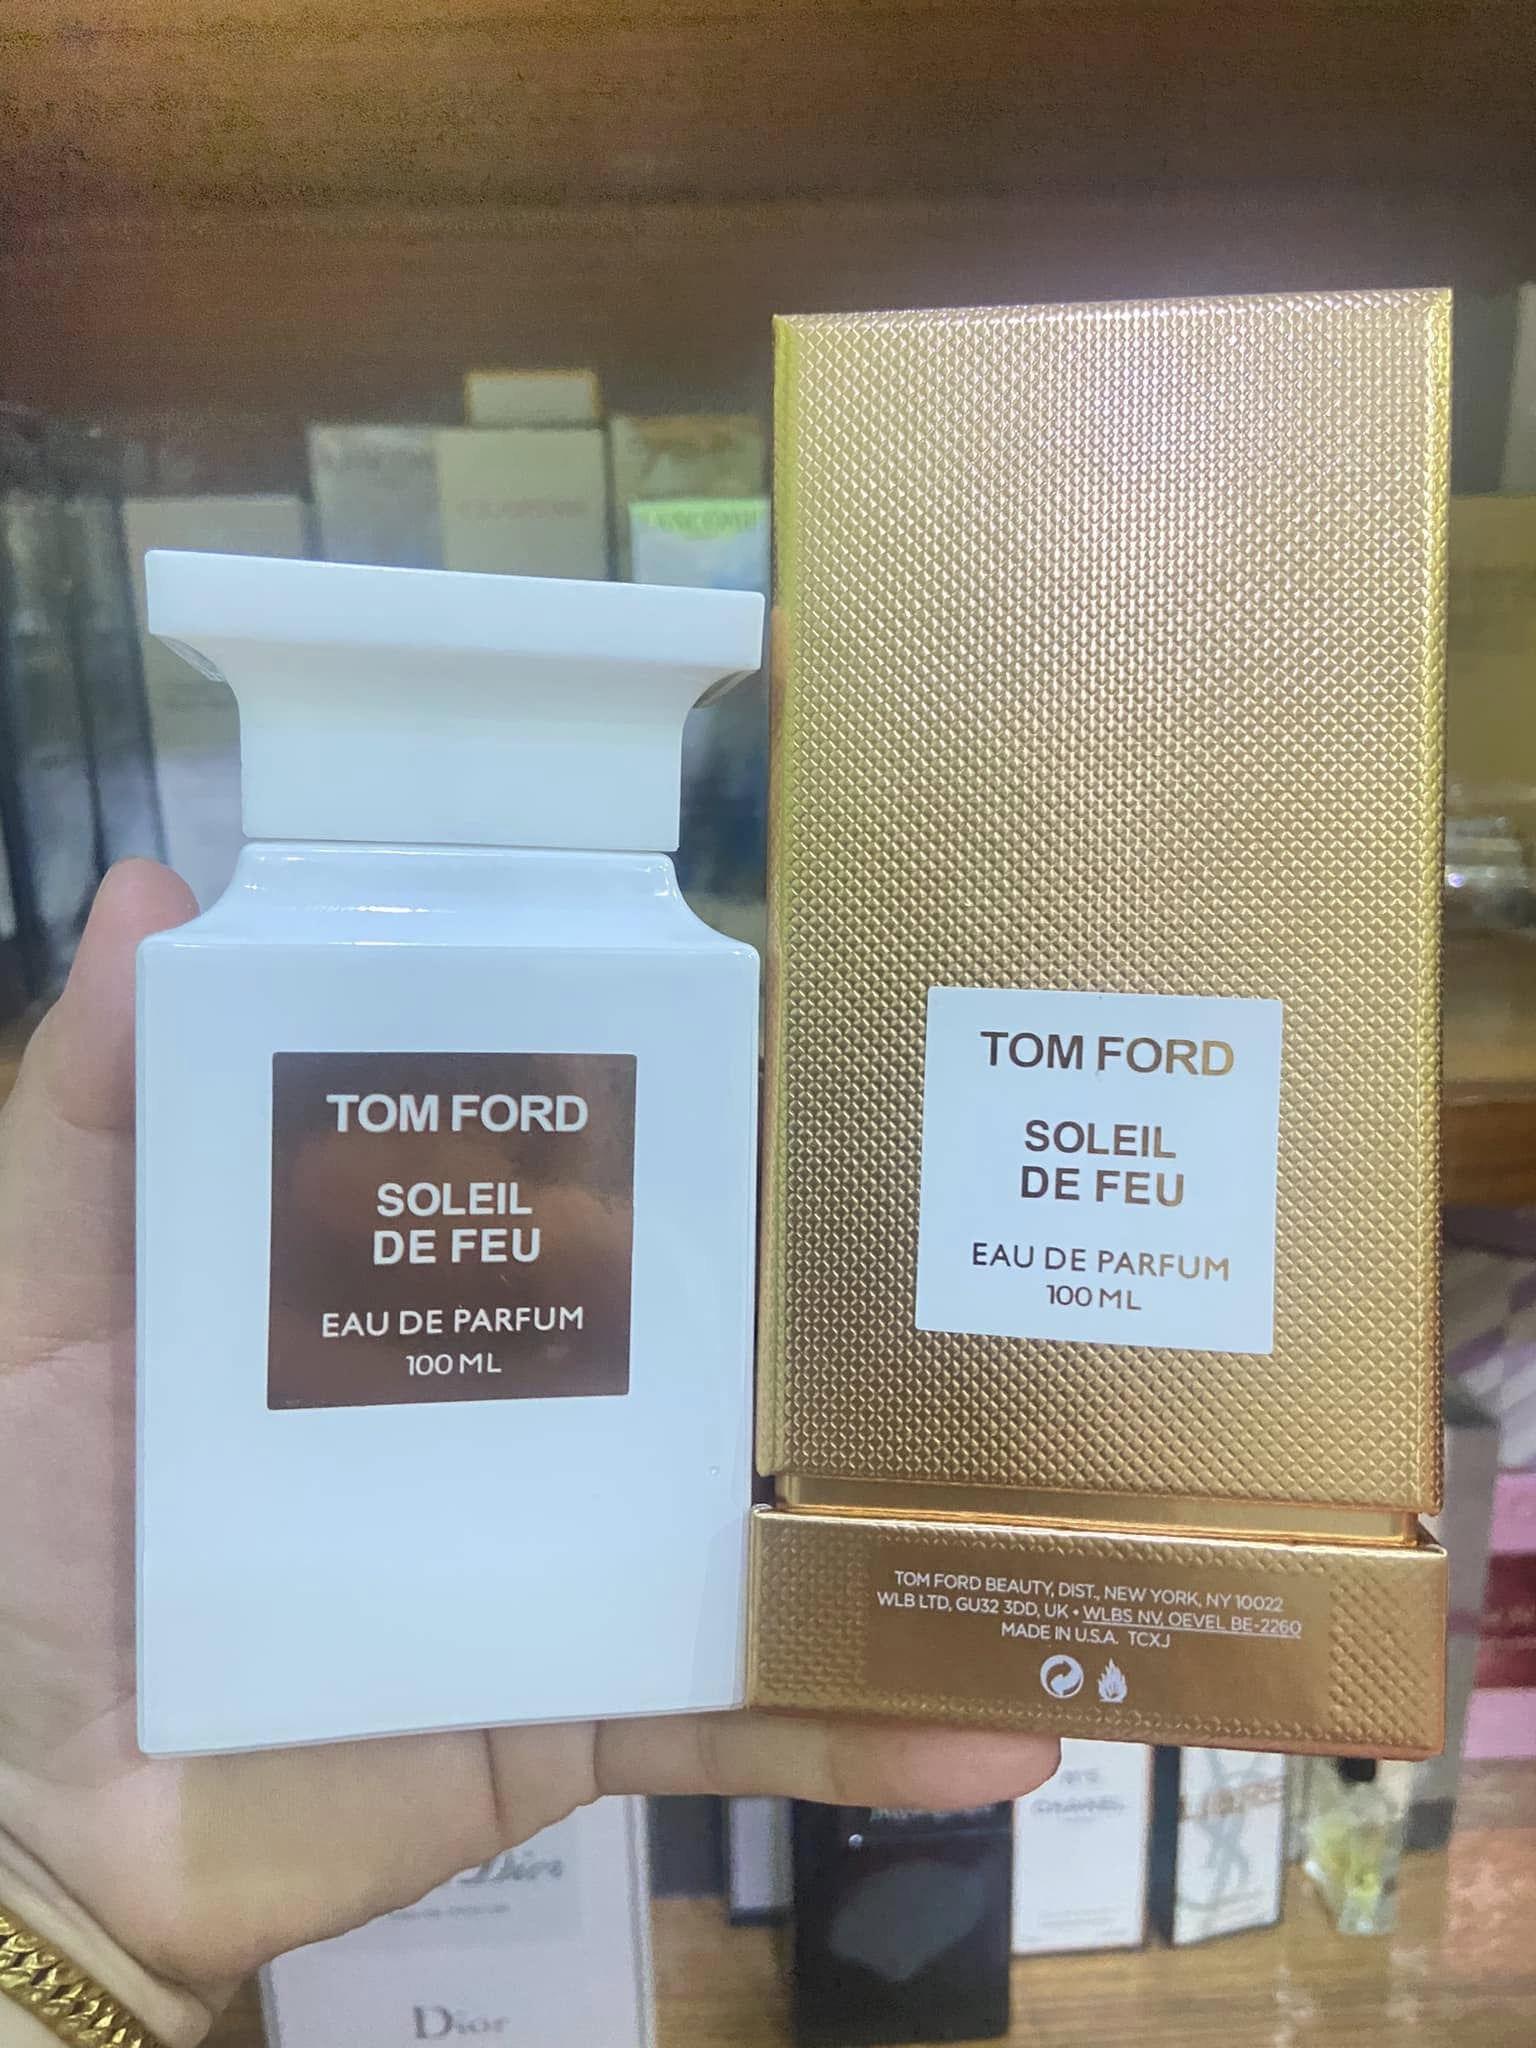 TOM FORD
SOLEIL
DE FEU
EAU DE PARFUM
100 ML
TOM FORD
SOLEIL
DE FEU
EAU DE PARFUM
100 ML
TOM FORD BEAUTY, DIST., NEW YORK, NY 10022
WLB LTD, GU32 3DD, UK • WLBS NV, OEVEL BE-2260
MADE IN U.S.A. TCXJ
CHANEL
LIBRE
Dior
Dior